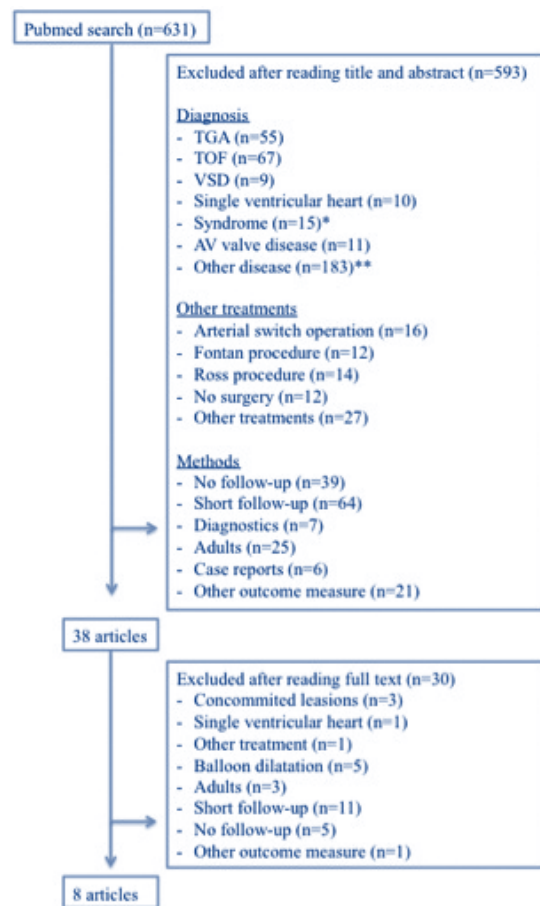 Pubmed search (n=631)
Excluded after reading title and abstract (n=593)
Diagnosis
- TGA (n=55)
- TOF (n=67)
- VSD (n=9)
- Single ventricular heart (n=10)
- Syndrome (n=15)*
- AV valve disease (n=11)
- Other disease (n=183)**
Other treatments
- Arterial switch operation (n=16)
- Fontan procedure (n=12)
- Ross procedure (n=14)
- No surgery (n=12)
- Other treatments (n=27)
Methods
- No follow-up (n=39)
- Short follow-up (n=64)
- Diagnostics (n=7)
- Adults (n=25)
- Case reports (n=6)
- Other outcome measure (n=21)
38 articles
Excluded after reading full text (n=30)
- Concommited leasions (n=3)
- Single ventricular heart (n=1)
- Other treatment (n=1)
- Balloon dilatation (n=5)
- Adults (n=3)
- Short follow-up (n=11)
- No follow-up (n=5)
- Other outcome measure (n=1)
8 articles